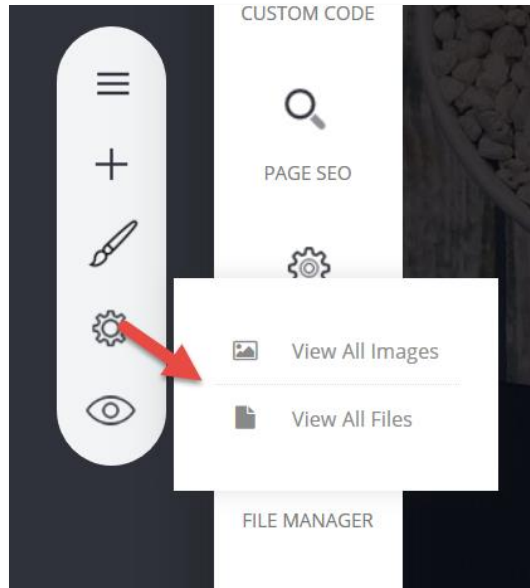 CUSTOM CODE
PAGE SEO
View All Images
View All Files
FILE MANAGER